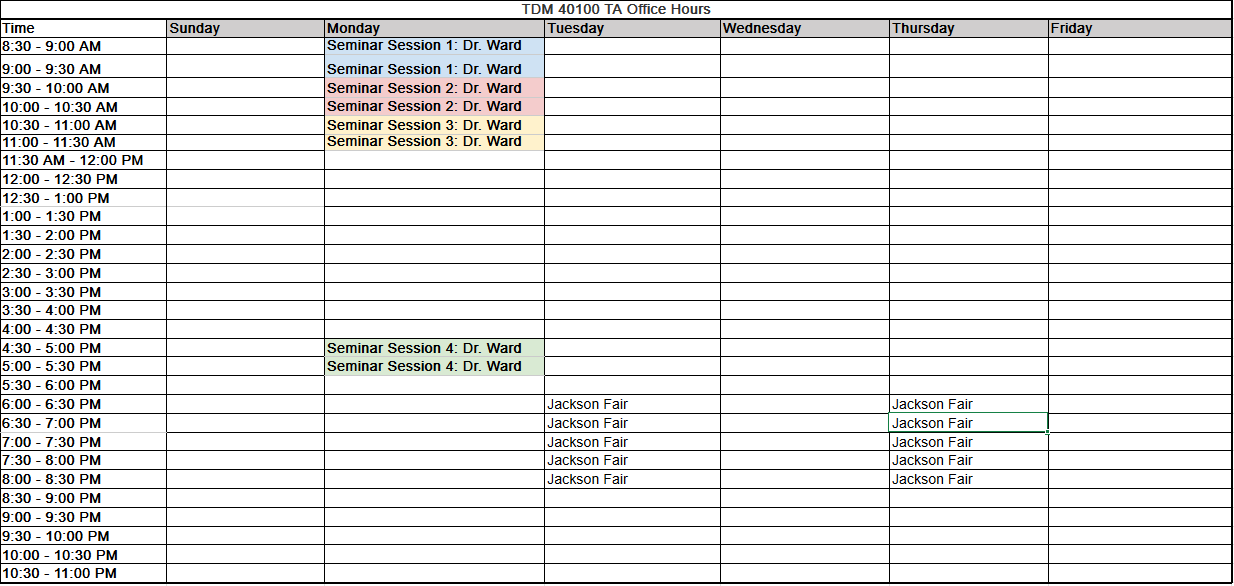 TDM 40100 TA Office Hours
Time Sunday Monday Tuesday Wednesday Thursday Friday
8:30 - 9:00 AM Seminar Session 1: Dr. Ward
9:00 - 9:30 AM Seminar Session 1: Dr. Ward
9:30 - 10:00 AM Seminar Session 2: Dr. Ward
10:00 - 10:30 AM Seminar Session 2: Dr. Ward
10:30 - 11:00 AM Seminar Session 3: Dr. Ward
11:00 - 11:30 AM Seminar Session 3: Dr. Ward
11:30 AM - 12:00 PM
12:00 - 12:30 PM
12:30 - 1:00 PM
1:00 - 1:30 PM
1:30 - 2:00 PM
2:00 - 2:30 PM
2:30 - 3:00 PM
3:00 - 3:30 PM
3:30 - 4:00 PM
4:00 - 4:30 PM
4:30 - 5:00 PM Seminar Session 4: Dr. Ward
5:00 - 5:30 PM Seminar Session 4: Dr. Ward
5:30 - 6:00 PM
6:00 - 6:30 PM Jackson Fair Jackson Fair
6:30 - 7:00 PM Jackson Fair Jackson Fair
7:00 - 7:30 PM Jackson Fair Jackson Fair
7:30 - 8:00 PM Jackson Fair Jackson Fair
8:00 - 8:30 PM Jackson Fair Jackson Fair
8:30 - 9:00 PM
9:00 - 9:30 PM
9:30 - 10:00 PM
10:00 - 10:30 PM
10:30 - 11:00 PM